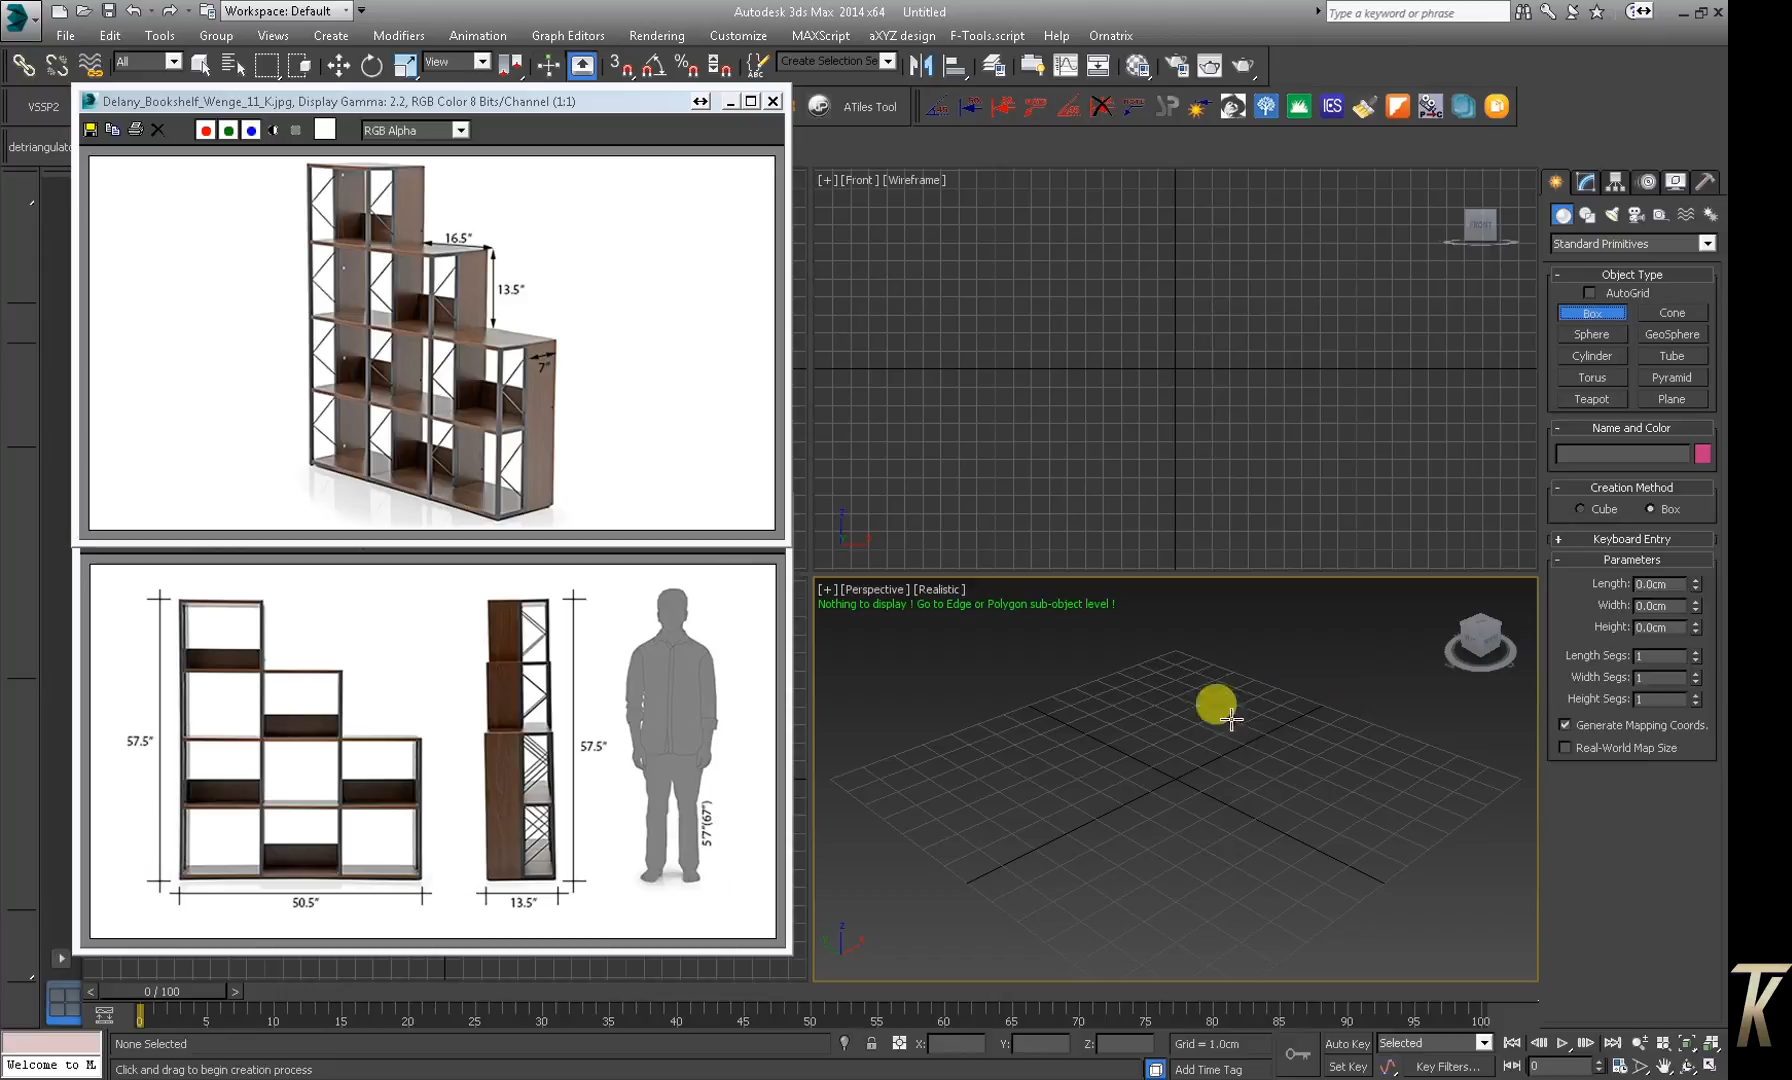 Workspace: Default
Autodesk 3ds Max 2014 x64 Untitled
Type a keyword or phrase
File Edit Tools Group Views Create Modifiers Animation Graph Editors Rendering Customize MAXScript aXYZ design F-Tools.script Help Ornatrix
All View Create Selection Se
VSSP2 ATiles Tool
IES
Delany_Bookshelf_Wenge_11_K.jpg, Display Gamma: 2.2, RGB Color 8 Bits/Channel (1:1)
RGB Alpha
detriangulato
16.5"
13.5"
7"
[+] [Front] [Wireframe]
FRONT
Standard Primitives
- Object Type
AutoGrid
Box Cone
Sphere GeoSphere
Cylinder Tube
Torus Pyramid
Teapot Plane
- Name and Color
- Creation Method
Cube Box
+ Keyboard Entry
- Parameters
Length: 0.0cm
Width: 0.0cm
Height: 0.0cm
Length Segs: 1
Width Segs: 1
Height Segs: 1
Generate Mapping Coords.
Real-World Map Size
[+] [Perspective] [Realistic]
Nothing to display ! Go to Edge or Polygon sub-object level !
57.5"
57.5"
5'7"(67")
50.5"
13.5"
< 0 / 100 >
0 5 10 15 20 25 30 35 40 45 50 55 60 65 70 75 80 85 90 95 100
None Selected X: Y: Z: Grid = 1.0cm Auto Key Selected
Welcome to M Click and drag to begin creation process Add Time Tag Set Key Key Filters... 0
TK